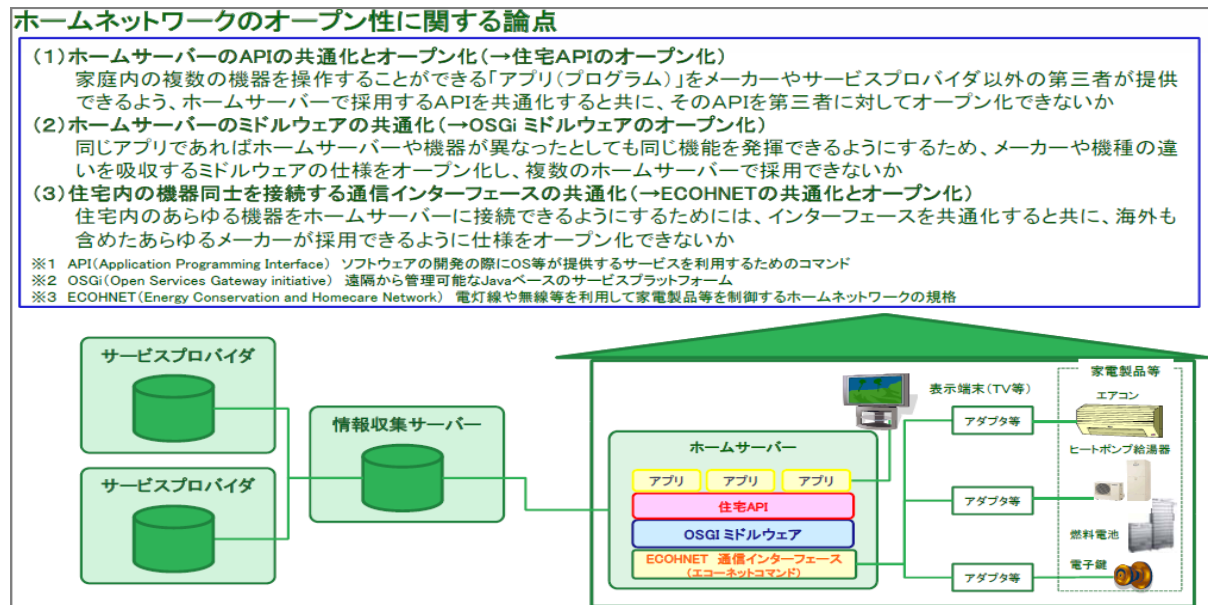 ホームネットワークのオープン性に関する論点
（1）ホームサーバーのAPIの共通化とオープン化（→住宅APIのオープン化）
家庭内の複数の機器を操作することができる「アプリ（プログラム）」をメーカーやサービスプロバイダ以外の第三者が提供
できるよう、ホームサーバーで採用するAPIを共通化すると共に、そのAPIを第三者に対してオープン化できないか
（2）ホームサーバーのミドルウェアの共通化（→OSGi ミドルウェアのオープン化）
同じアプリであればホームサーバーや機器が異なったとしても同じ機能を発揮できるようにするため、メーカーや機種の違
いを吸収するミドルウェアの仕様をオープン化し、複数のホームサーバーで採用できないか
（3）住宅内の機器同士を接続する通信インターフェースの共通化（→ECOHNETの共通化とオープン化）
住宅内のあらゆる機器をホームサーバーに接続できるようにするためには、インターフェースを共通化すると共に、海外も
含めたあらゆるメーカーが採用できるように仕様をオープン化できないか
※1 API（Application Programming Interface） ソフトウェアの開発の際にOS等が提供するサービスを利用するためのコマンド
※2 OSGi（Open Services Gateway initiative） 遠隔から管理可能なJavaベースのサービスプラットフォーム
※3 ECOHNET（Energy Conservation and Homecare Network） 電灯線や無線等を利用して家電製品等を制御するホームネットワークの規格
サービスプロバイダ
サービスプロバイダ
情報収集サーバー
ホームサーバー
アプリ
アプリ
アプリ
住宅API
OSGI ミドルウェア
ECOHNET 通信インターフェース
（エコーネットコマンド）
表示端末（TV等）
アダプタ等
アダプタ等
アダプタ等
家電製品等
エアコン
ヒートポンプ給湯器
燃料電池
電子鍵